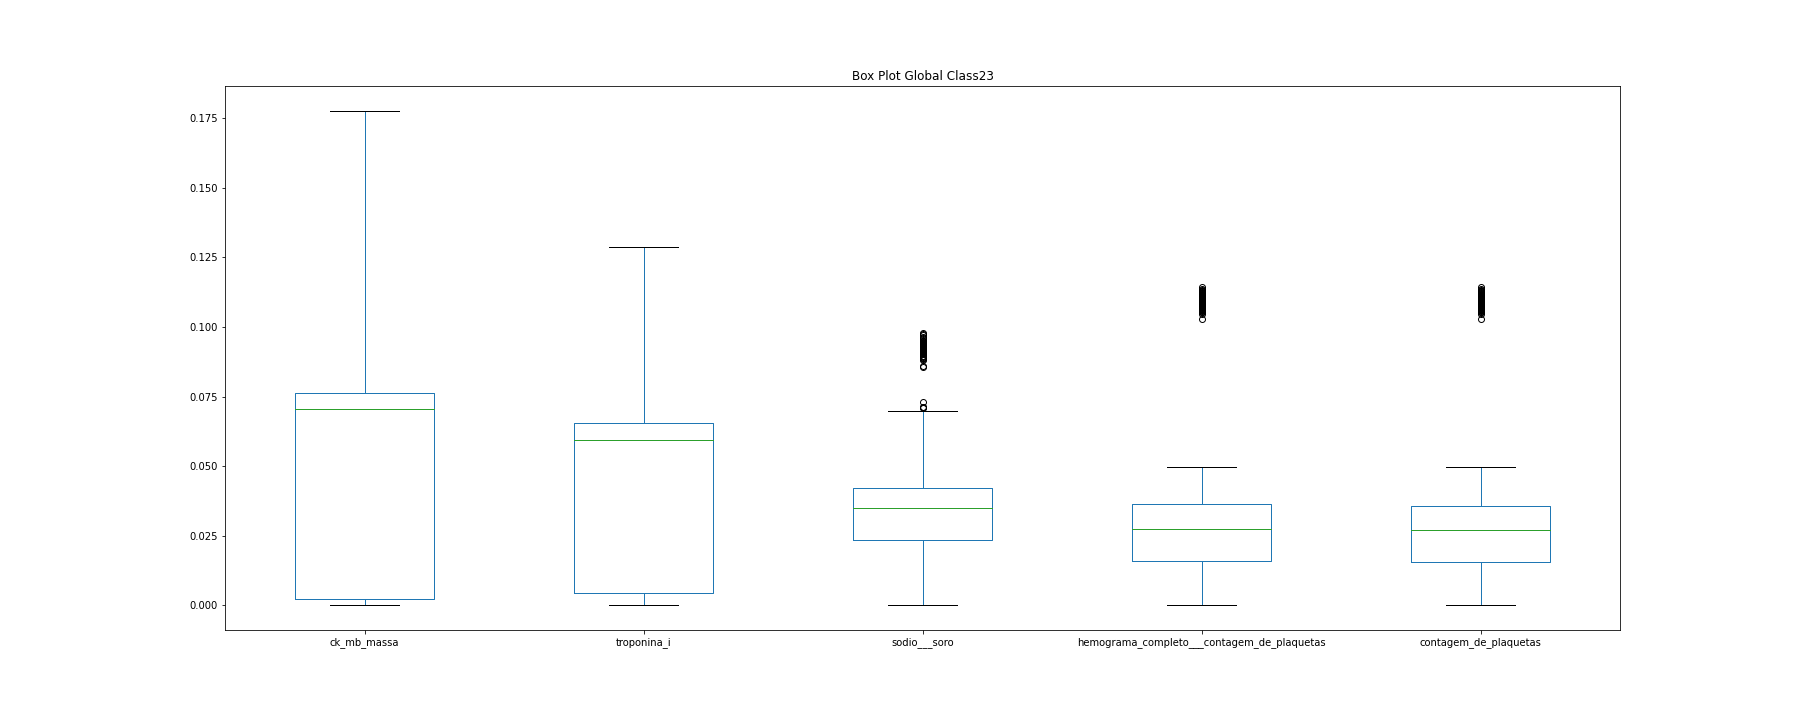 Box Plot Global Class23
0.175
0.150
0.125
0.100
0.075
0.050
0.025
0.000
ck_mb_massa
troponina_i
sodio___soro
hemograma_completo___contagem_de_plaquetas
contagem_de_plaquetas